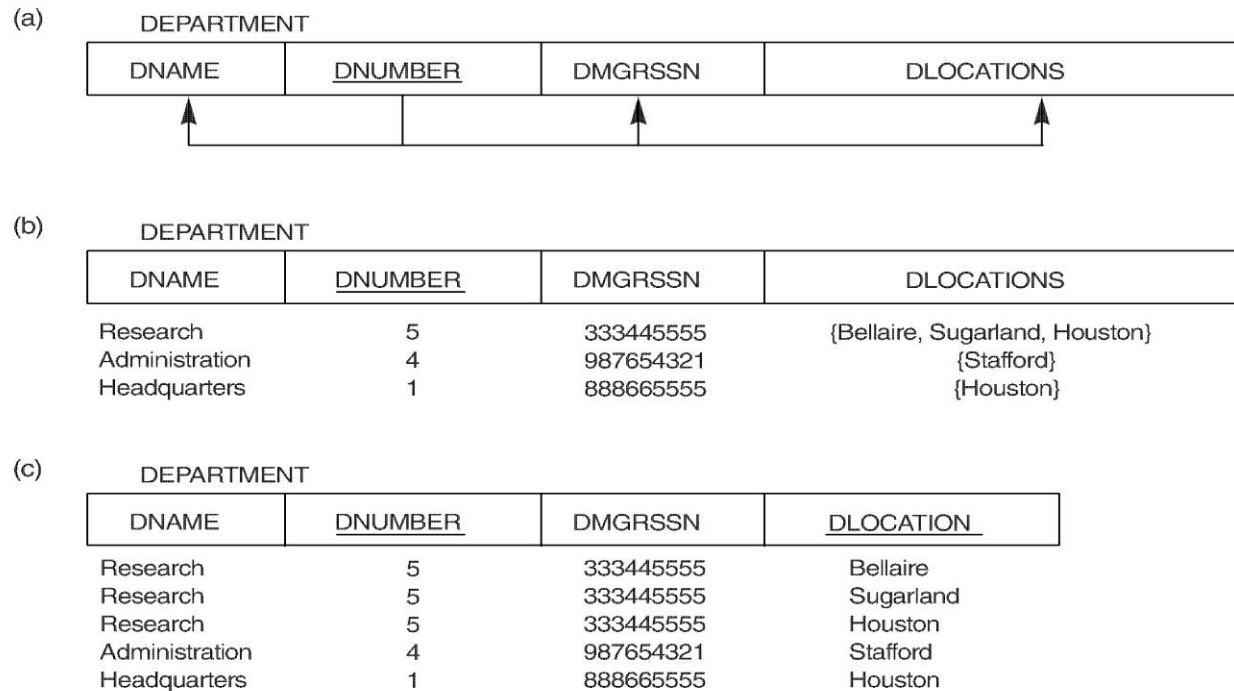 (a) DEPARTMENT
DNAME DNUMBER DMGRSSN DLOCATIONS
(b) DEPARTMENT
DNAME DNUMBER DMGRSSN DLOCATIONS
Research 5 333445555 {Bellaire, Sugarland, Houston}
Administration 4 987654321 {Stafford}
Headquarters 1 888665555 {Houston}
(c) DEPARTMENT
DNAME DNUMBER DMGRSSN DLOCATION
Research 5 333445555 Bellaire
Research 5 333445555 Sugarland
Research 5 333445555 Houston
Administration 4 987654321 Stafford
Headquarters 1 888665555 Houston